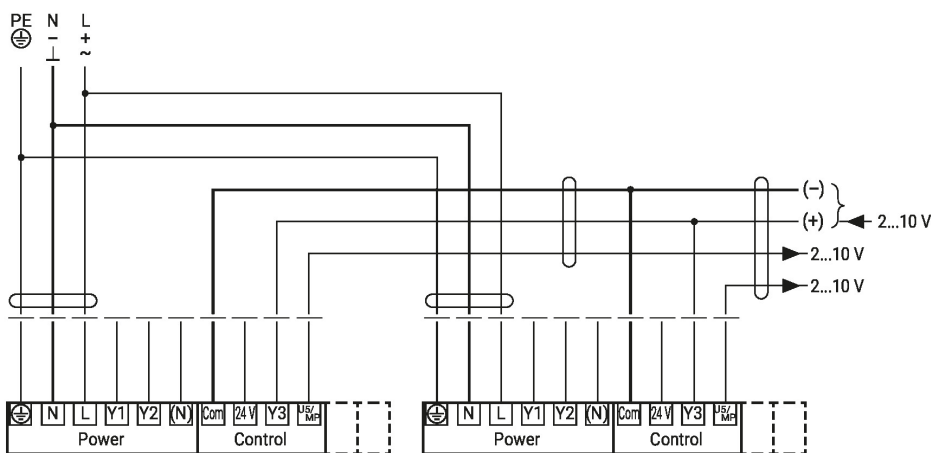 PE N L
- +
⊥ ~
(–)
(+)
2...10 V
2...10 V
2...10 V
N L Y1 Y2 (N) Com 24 V Y3 U5/MP
N L Y1 Y2 (N) Com 24 V Y3 U5/MP
Power Control Power Control